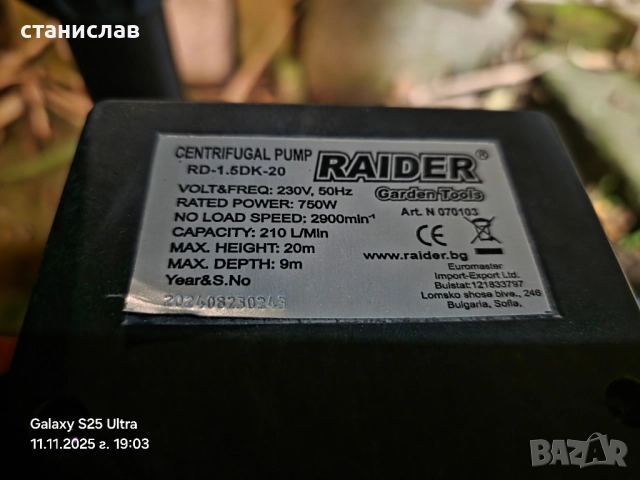 станислав
CENTRIFUGAL PUMP
RD-1.5DK-20
RAIDER®
Garden Tools
VOLT&FREQ: 230V, 50Hz
RATED POWER: 750W
NO LOAD SPEED: 2900min-1
CAPACITY: 210 L/Min
MAX. HEIGHT: 20m
MAX. DEPTH: 9m
Year&S.No
Art. N 070103
CE
www.raider.bg
Euromaster
Import-Export Ltd.
Bulstat:121833797
Lomsko shose blve., 246
Bulgaria, Sofia.
Galaxy S25 Ultra
11.11.2025 г. 19:03
BAZAR